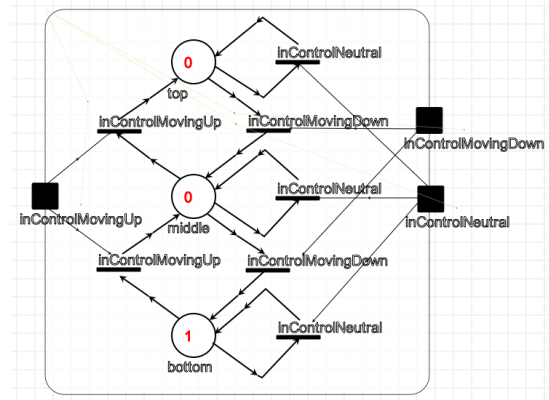 inControlNeutral
0
top
inControlMovingUp
inControlMovingDown
inControlMovingDown
inControlNeutral
0
inControlMovingUp
inControlNeutral
middle
inControlMovingUp
inControlMovingDown
inControlNeutral
1
bottom